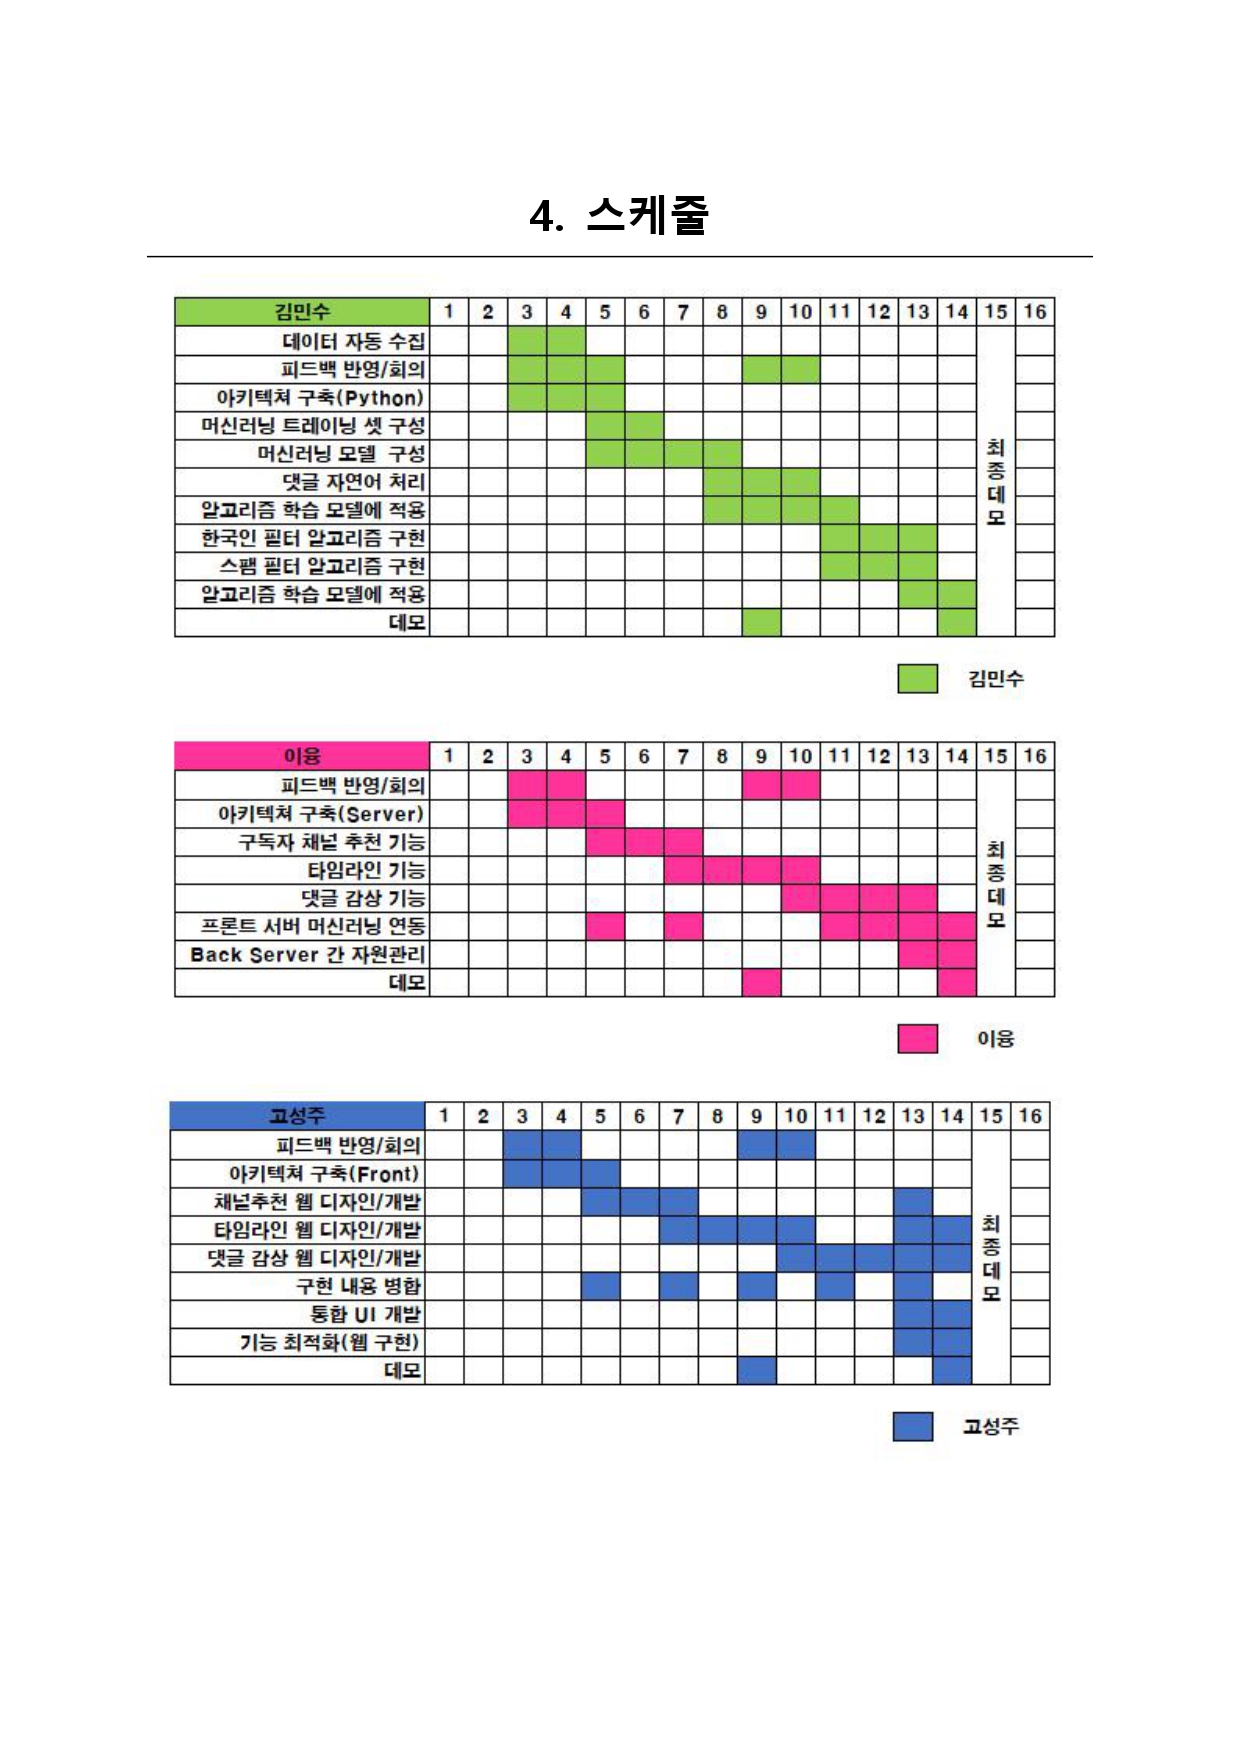 4. 스케줄
김민수 1 2 3 4 5 6 7 8 9 10 11 12 13 14 15 16
데이터 자동 수집
피드백 반영/회의
아키텍쳐 구축(Python)
머신러닝 트레이닝 셋 구성
머신러닝 모델 구성
댓글 자연어 처리
알고리즘 학습 모델에 적용
한국인 필터 알고리즘 구현
스팸 필터 알고리즘 구현
알고리즘 학습 모델에 적용
데모
최
종
데
모
김민수
이용 1 2 3 4 5 6 7 8 9 10 11 12 13 14 15 16
피드백 반영/회의
아키텍쳐 구축(Server)
구독자 채널 추천 기능
타임라인 기능
댓글 감상 기능
프론트 서버 머신러닝 연동
Back Server 간 자원관리
데모
최
종
데
모
이용
고성주 1 2 3 4 5 6 7 8 9 10 11 12 13 14 15 16
피드백 반영/회의
아키텍쳐 구축(Front)
채널추천 웹 디자인/개발
타임라인 웹 디자인/개발
댓글 감상 웹 디자인/개발
구현 내용 병합
통합 UI 개발
기능 최적화(웹 구현)
데모
최
종
데
모
고성주